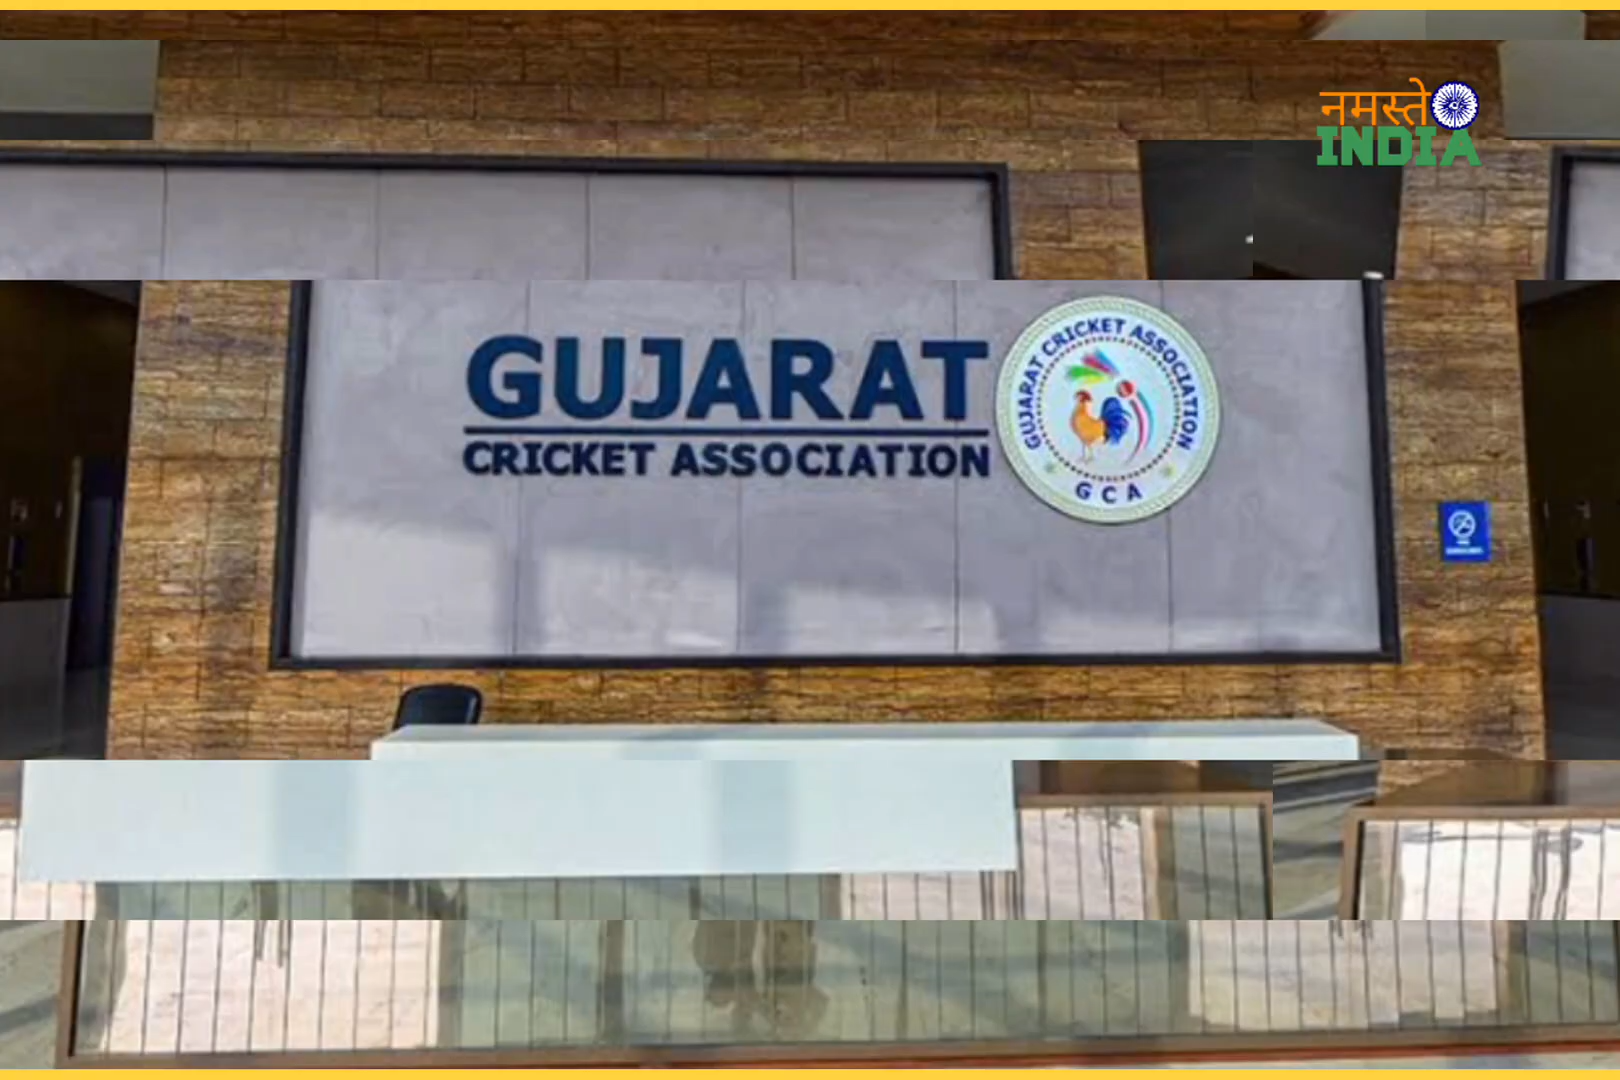 नमस्ते
INDIA
GUJARAT
CRICKET ASSOCIATION
GUJARAT CRICKET ASSOCIATION
GCA